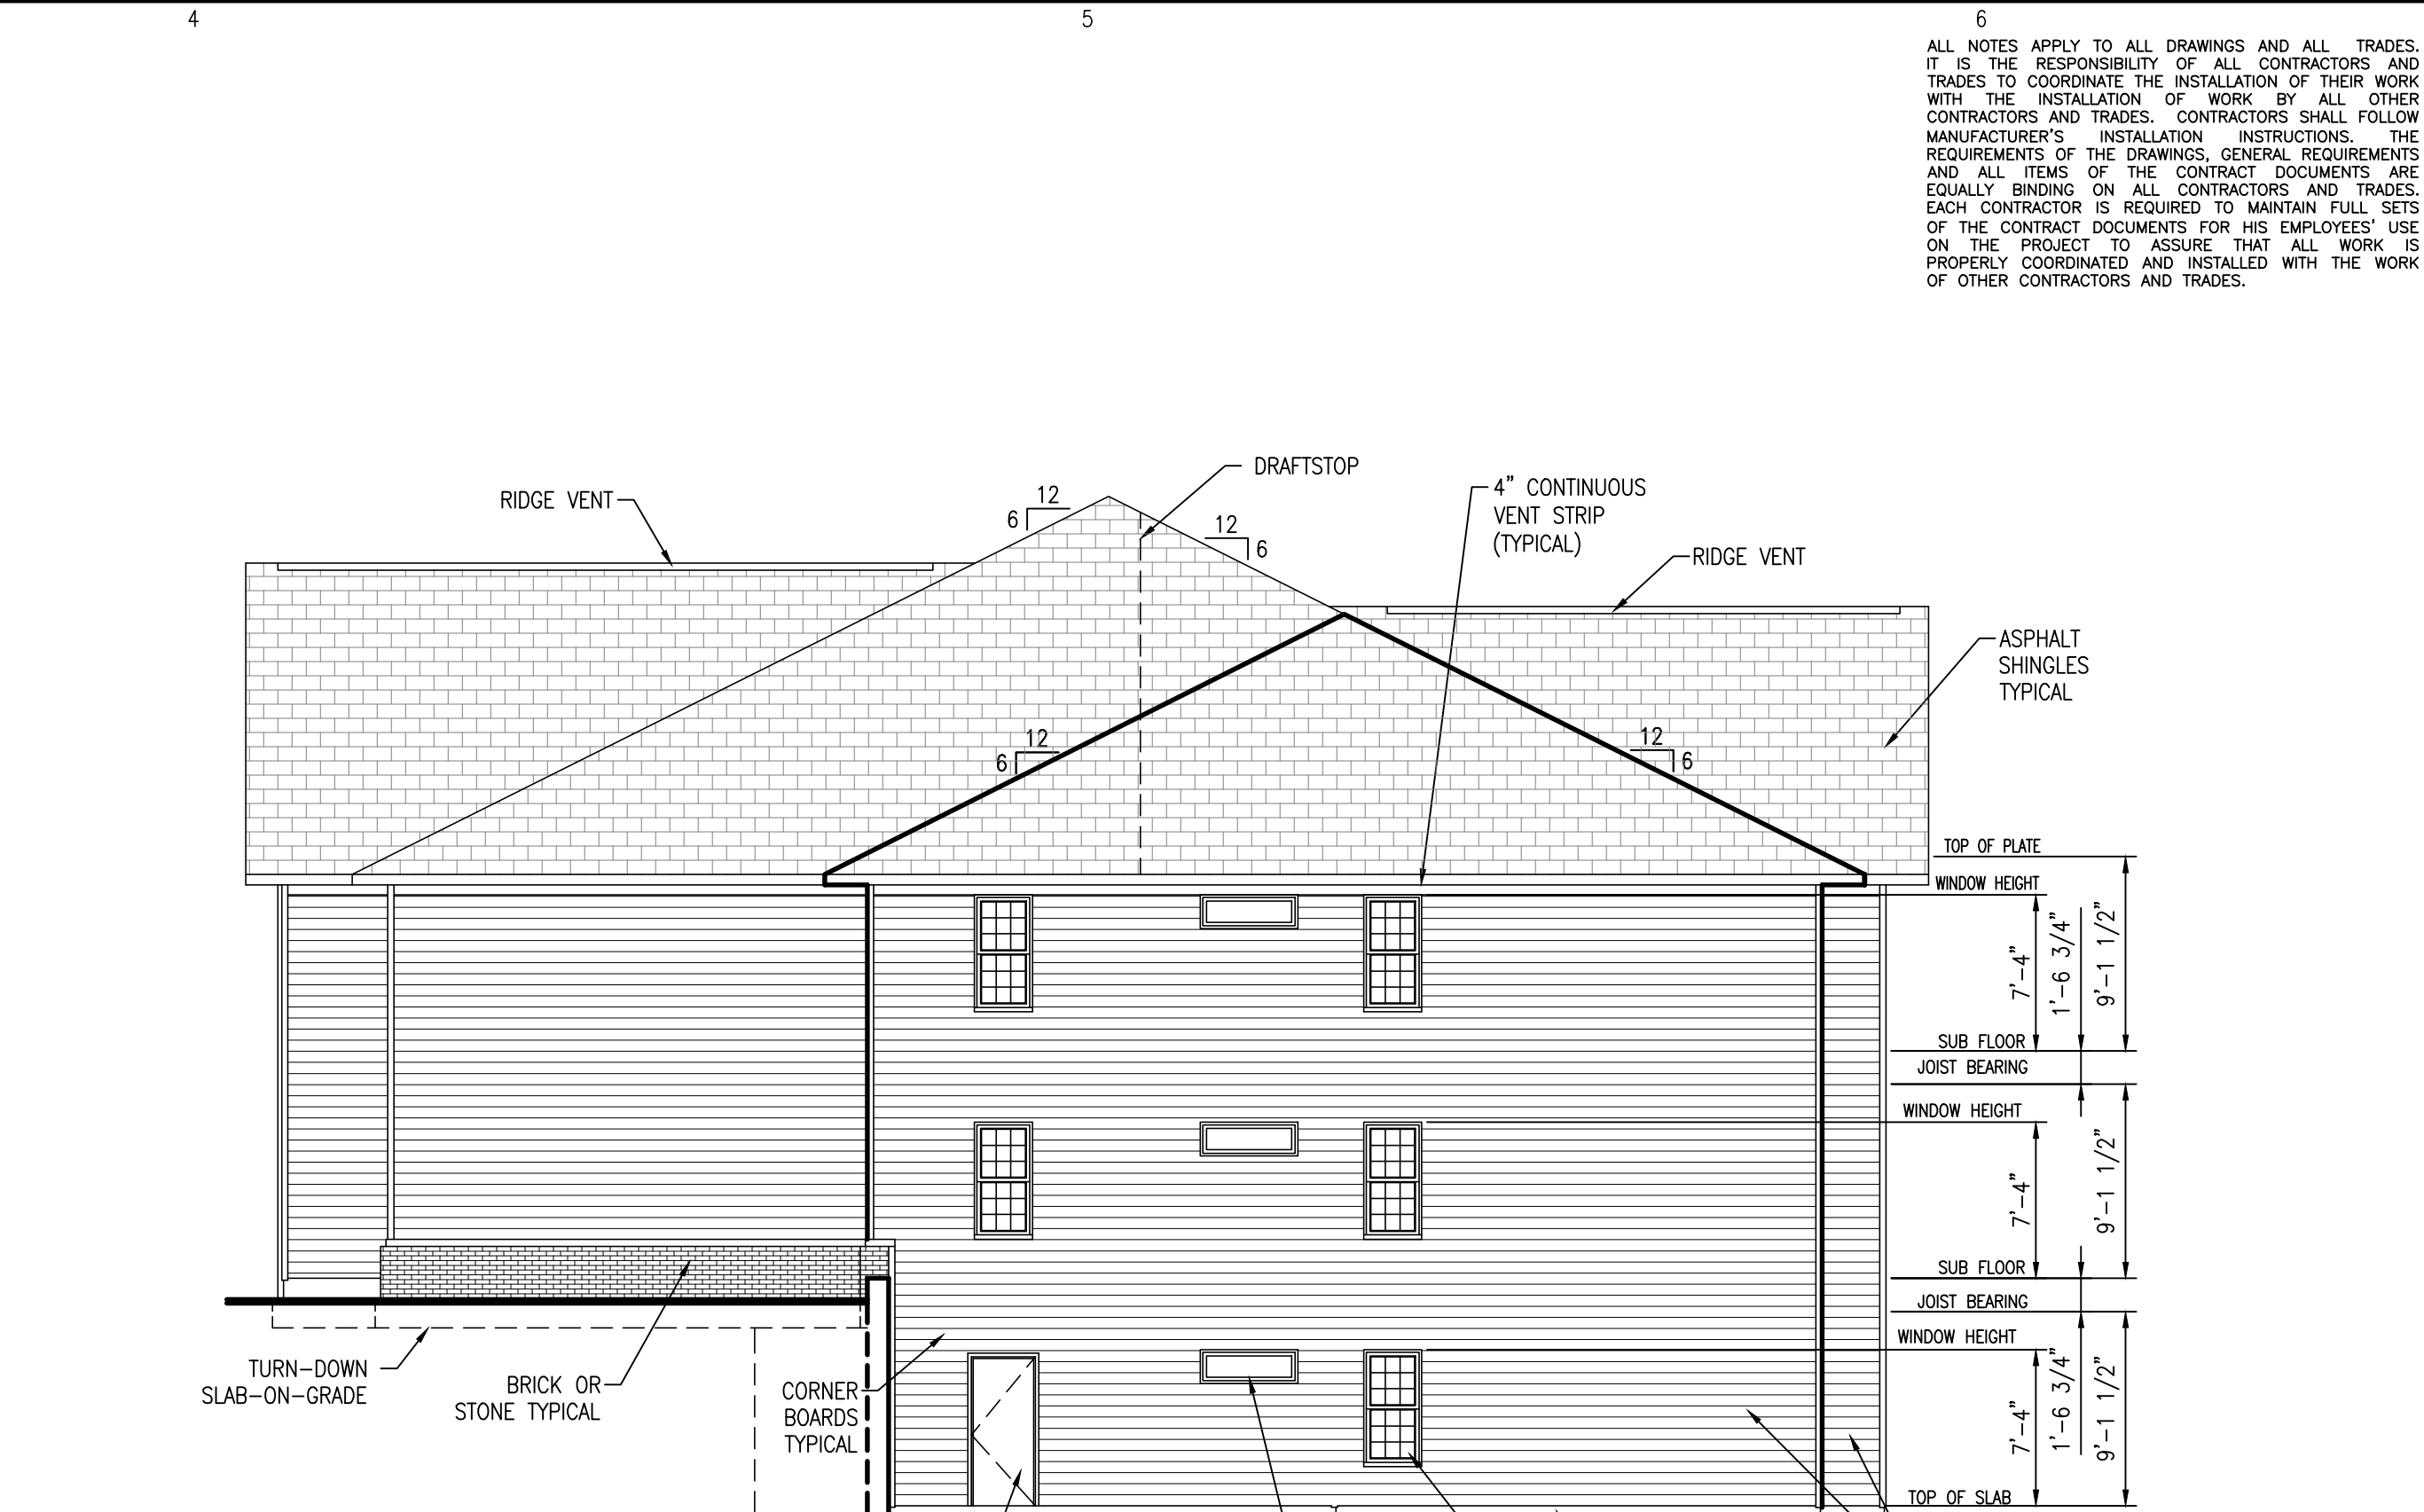 4
5
6
ALL NOTES APPLY TO ALL DRAWINGS AND ALL TRADES.
IT IS THE RESPONSIBILITY OF ALL CONTRACTORS AND
TRADES TO COORDINATE THE INSTALLATION OF THEIR WORK
WITH THE INSTALLATION OF WORK BY ALL OTHER
CONTRACTORS AND TRADES. CONTRACTORS SHALL FOLLOW
MANUFACTURER'S INSTALLATION INSTRUCTIONS. THE
REQUIREMENTS OF THE DRAWINGS, GENERAL REQUIREMENTS
AND ALL ITEMS OF THE CONTRACT DOCUMENTS ARE
EQUALLY BINDING ON ALL CONTRACTORS AND TRADES.
EACH CONTRACTOR IS REQUIRED TO MAINTAIN FULL SETS
OF THE CONTRACT DOCUMENTS FOR HIS EMPLOYEES' USE
ON THE PROJECT TO ASSURE THAT ALL WORK IS
PROPERLY COORDINATED AND INSTALLED WITH THE WORK
OF OTHER CONTRACTORS AND TRADES.
DRAFTSTOP
RIDGE VENT
12
6
12
6
4" CONTINUOUS
VENT STRIP
(TYPICAL)
RIDGE VENT
ASPHALT
SHINGLES
TYPICAL
12
6
12
6
TOP OF PLATE
WINDOW HEIGHT
7'-4"
1'-6 3/4"
9'-1 1/2"
SUB FLOOR
JOIST BEARING
WINDOW HEIGHT
7'-4"
9'-1 1/2"
SUB FLOOR
JOIST BEARING
WINDOW HEIGHT
7'-4"
1'-6 3/4"
9'-1 1/2"
TOP OF SLAB
TURN-DOWN
SLAB-ON-GRADE
BRICK OR
STONE TYPICAL
CORNER
BOARDS
TYPICAL